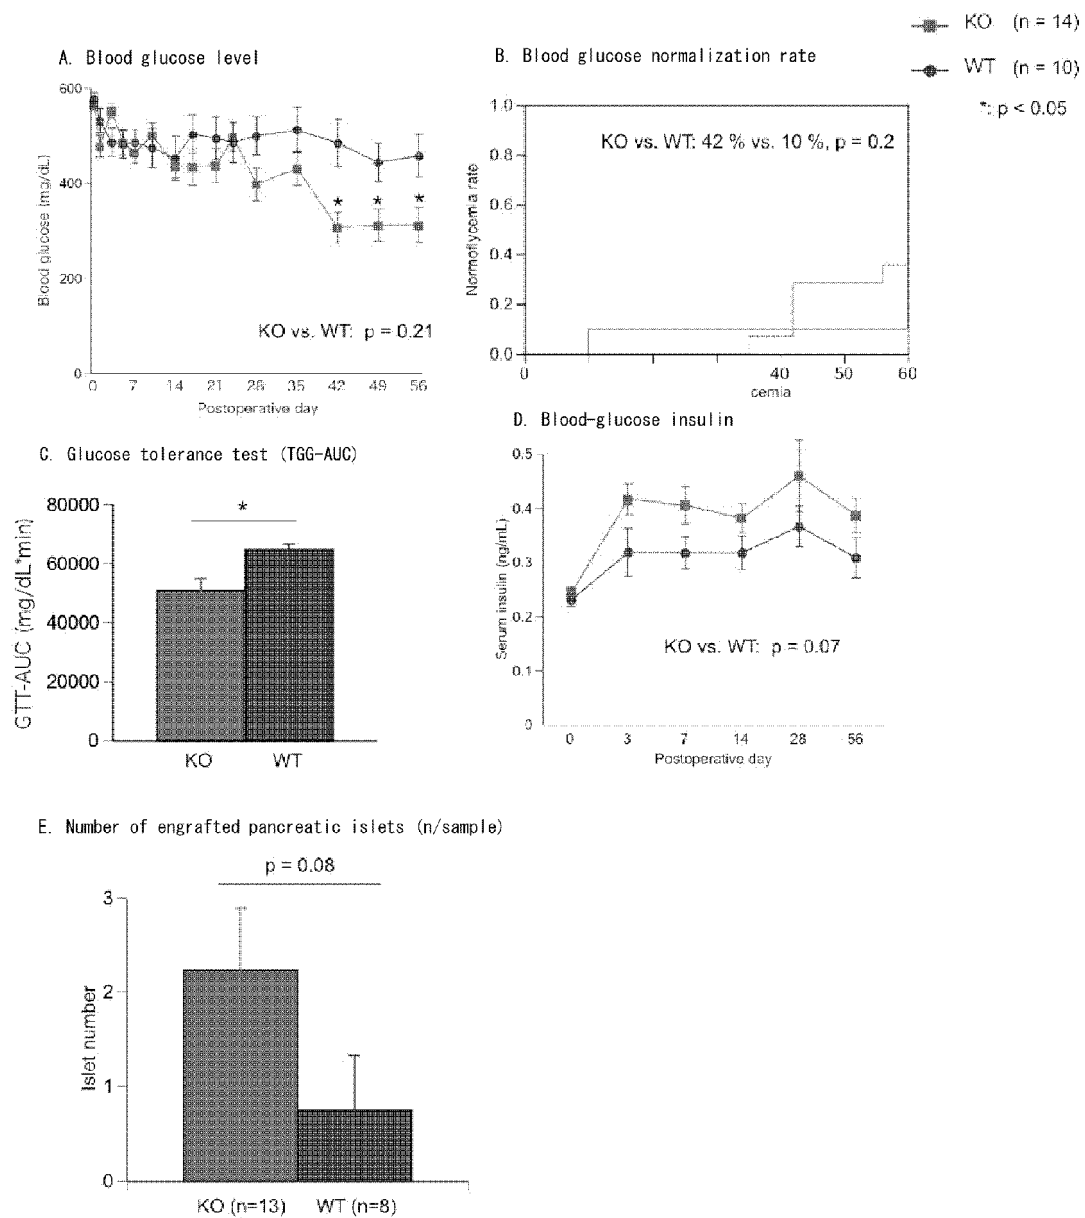 KO (n = 14)
WT (n = 10)
*: p < 0.05
A. Blood glucose level
600
400
200
0
Blood glucose (mg/dL)
* * *
KO vs. WT: p = 0.21
0 7 14 21 28 35 42 49 56
Postoperative day
B. Blood glucose normalization rate
1.0
0.8
0.6
0.4
0.2
0.0
Normoflycemia rate
KO vs. WT: 42 % vs. 10 %, p = 0.2
0 40 50 60
cemia
C. Glucose tolerance test (TGG-AUC)
80000
60000
40000
20000
0
GTT-AUC (mg/dL*min)
*
KO WT
D. Blood-glucose insulin
0.5
0.4
0.3
0.2
0.1
0
Serum insulin (ng/mL)
KO vs. WT: p = 0.07
0 3 7 14 28 56
Postoperative day
E. Number of engrafted pancreatic islets (n/sample)
p = 0.08
3
2
1
0
Islet number
KO (n=13) WT (n=8)